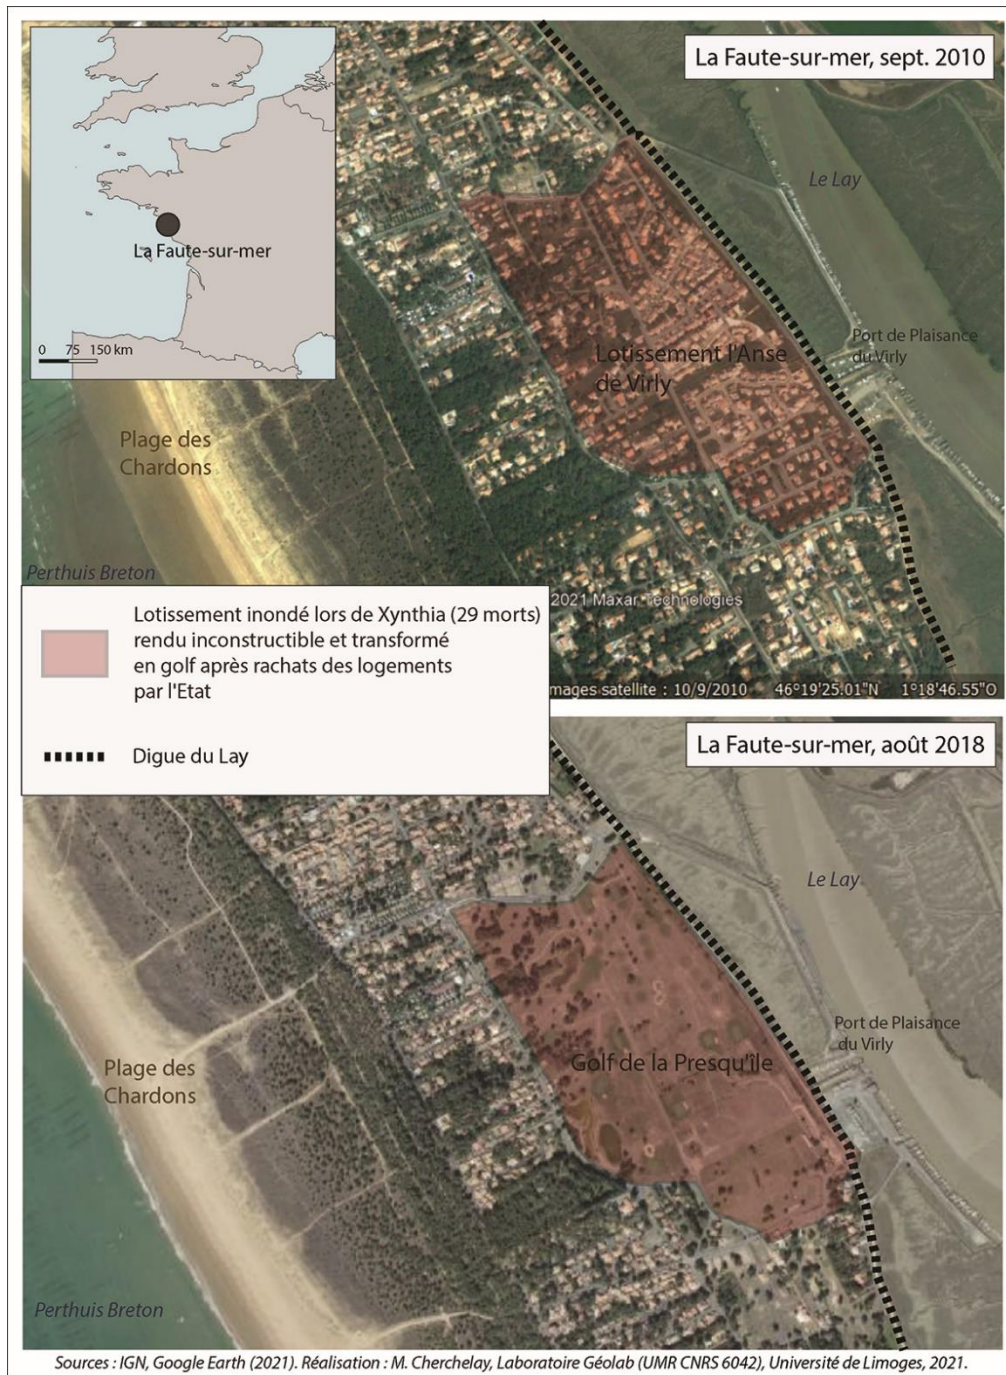 La Faute-sur-mer, sept. 2010
La Faute-sur-mer
0 75 150 km
Le Lay
Port de Plaisance
du Virly
Lotissement l'Anse
de Virly
Plage des
Chardons
Perthuis Breton
2021 Maxar Technologies
mages satellite : 10/9/2010 46°19'25.01"N 1°18'46.55"O
Lotissement inondé lors de Xynthia (29 morts)
rendu inconstructible et transformé
en golf après rachats des logements
par l'Etat
Digue du Lay
La Faute-sur-mer, août 2018
Le Lay
Port de Plaisance
du Virly
Golf de la Presqu'île
Plage des
Chardons
Perthuis Breton
Sources : IGN, Google Earth (2021). Réalisation : M. Cherchelay, Laboratoire Géolab (UMR CNRS 6042), Université de Limoges, 2021.